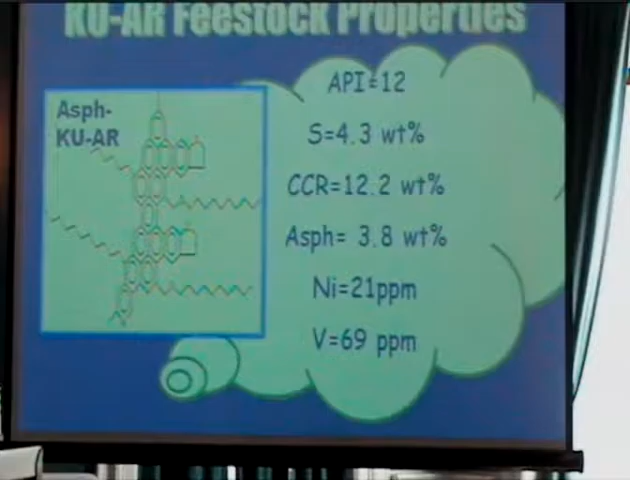 KU-AR Feestock Properties
Asph-
KU-AR
API=12
S=4.3 wt%
CCR=12.2 wt%
Asph= 3.8 wt%
Ni=21ppm
V=69 ppm